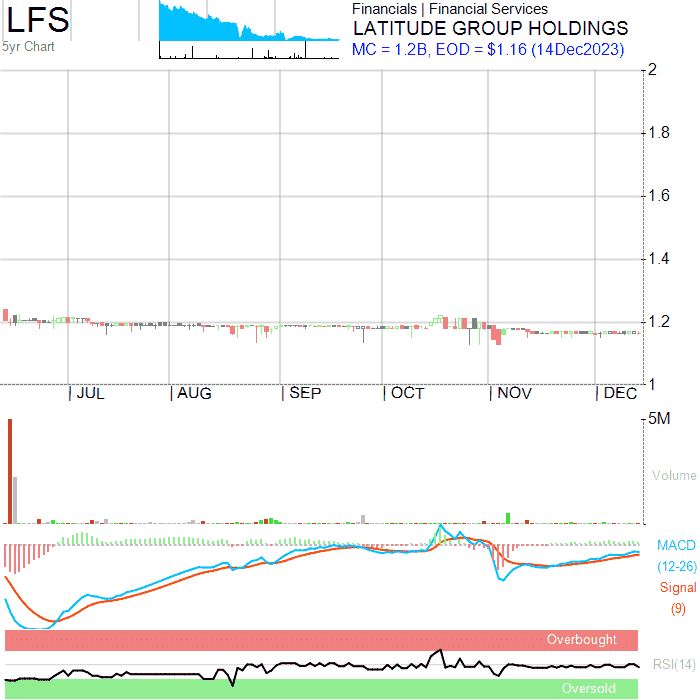 LFS
5yr Chart
Financials | Financial Services
LATITUDE GROUP HOLDINGS
MC = 1.2B, EOD = $1.16 (14Dec2023)
2
1.8
1.6
1.4
1.2
1
JUL AUG SEP OCT NOV DEC
5M
Volume
MACD
(12-26)
Signal
(9)
Overbought
RSI(14)
Oversold